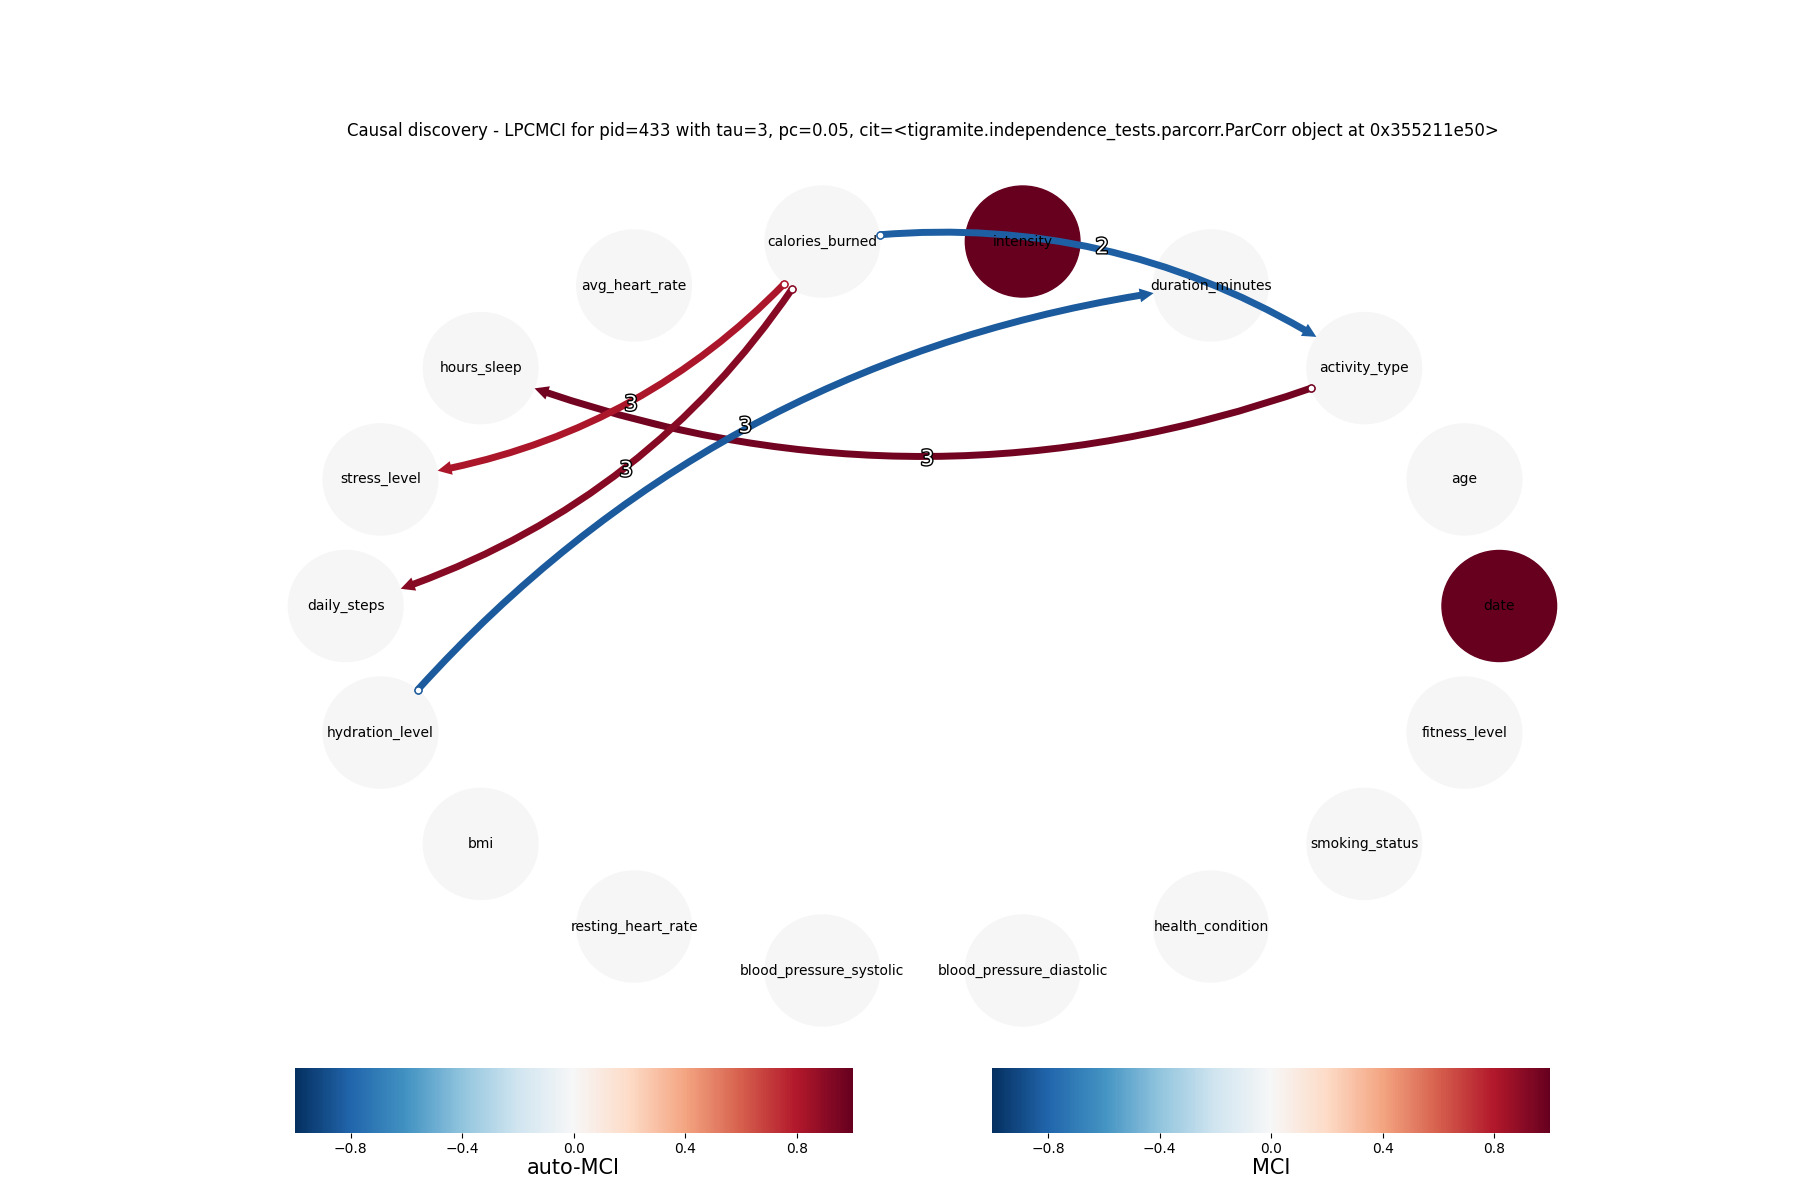 Causal discovery - LPCMCI for pid=433 with tau=3, pc=0.05, cit=<tigramite.independence_tests.parcorr.ParCorr object at 0x355211e50>
calories_burned
intensity
2
avg_heart_rate
duration_minutes
hours_sleep
activity_type
3
3
3
3
stress_level
age
daily_steps
date
hydration_level
fitness_level
bmi
smoking_status
resting_heart_rate
health_condition
blood_pressure_systolic
blood_pressure_diastolic
−0.8 −0.4 0.0 0.4 0.8
auto-MCI
−0.8 −0.4 0.0 0.4 0.8
MCI